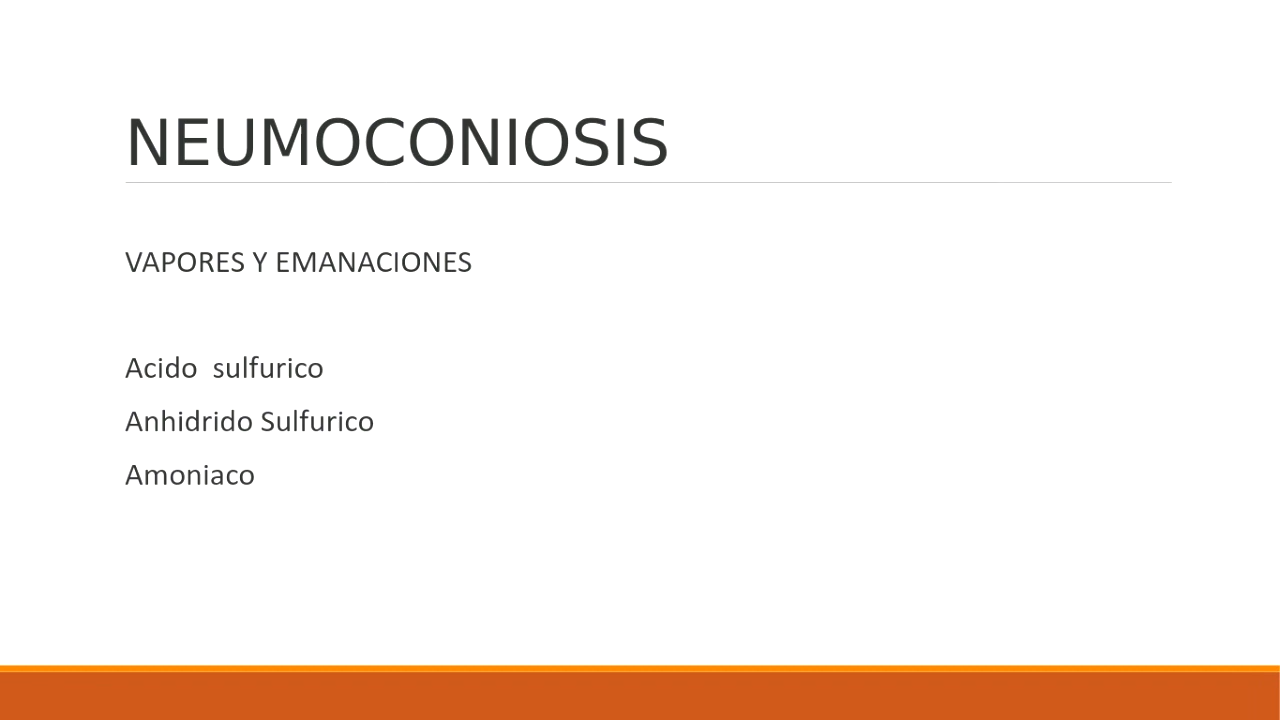 NEUMOCONIOSIS
VAPORES Y EMANACIONES
Acido  sulfurico
Anhidrido Sulfurico
Amoniaco